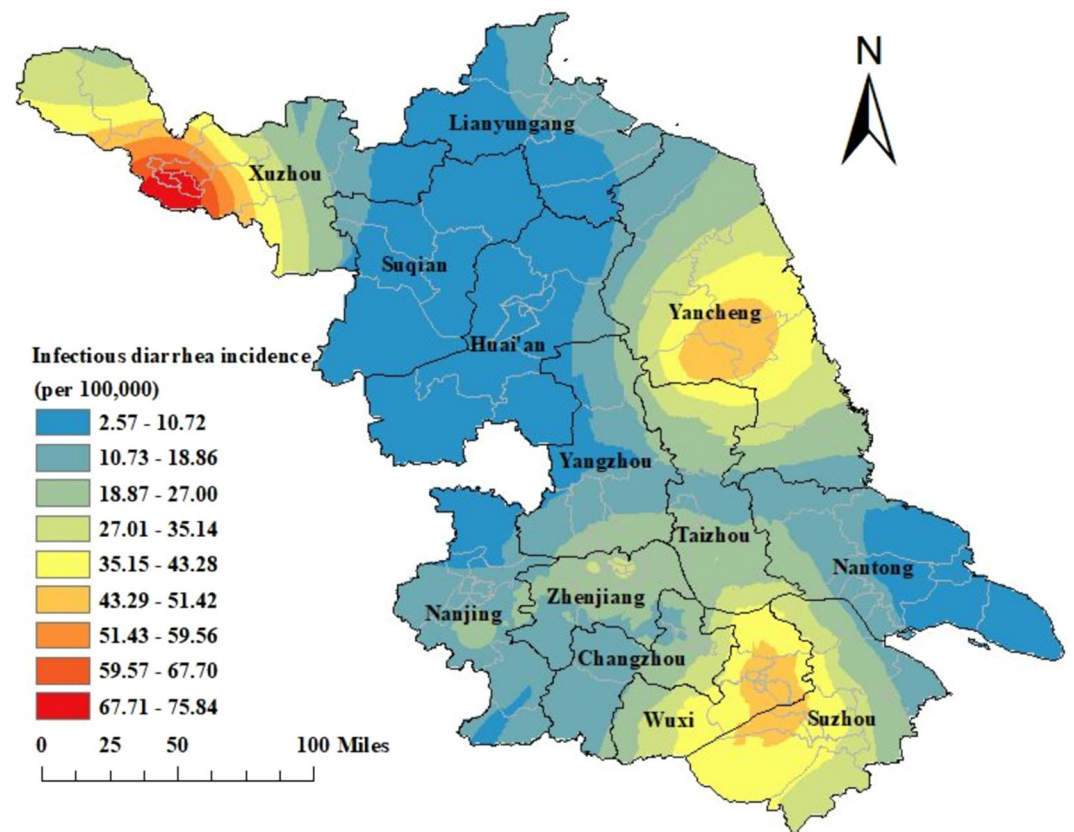 N
Lianyungang
Xuzhou
Suqian
Yancheng
Huai'an
Infectious diarrhea incidence
(per 100,000)
2.57 - 10.72
10.73 - 18.86
18.87 - 27.00
27.01 - 35.14
35.15 - 43.28
43.29 - 51.42
51.43 - 59.56
59.57 - 67.70
67.71 - 75.84
0 25 50 100 Miles
Yangzhou
Taizhou
Nantong
Zhenjiang
Nanjing
Changzhou
Wuxi
Suzhou